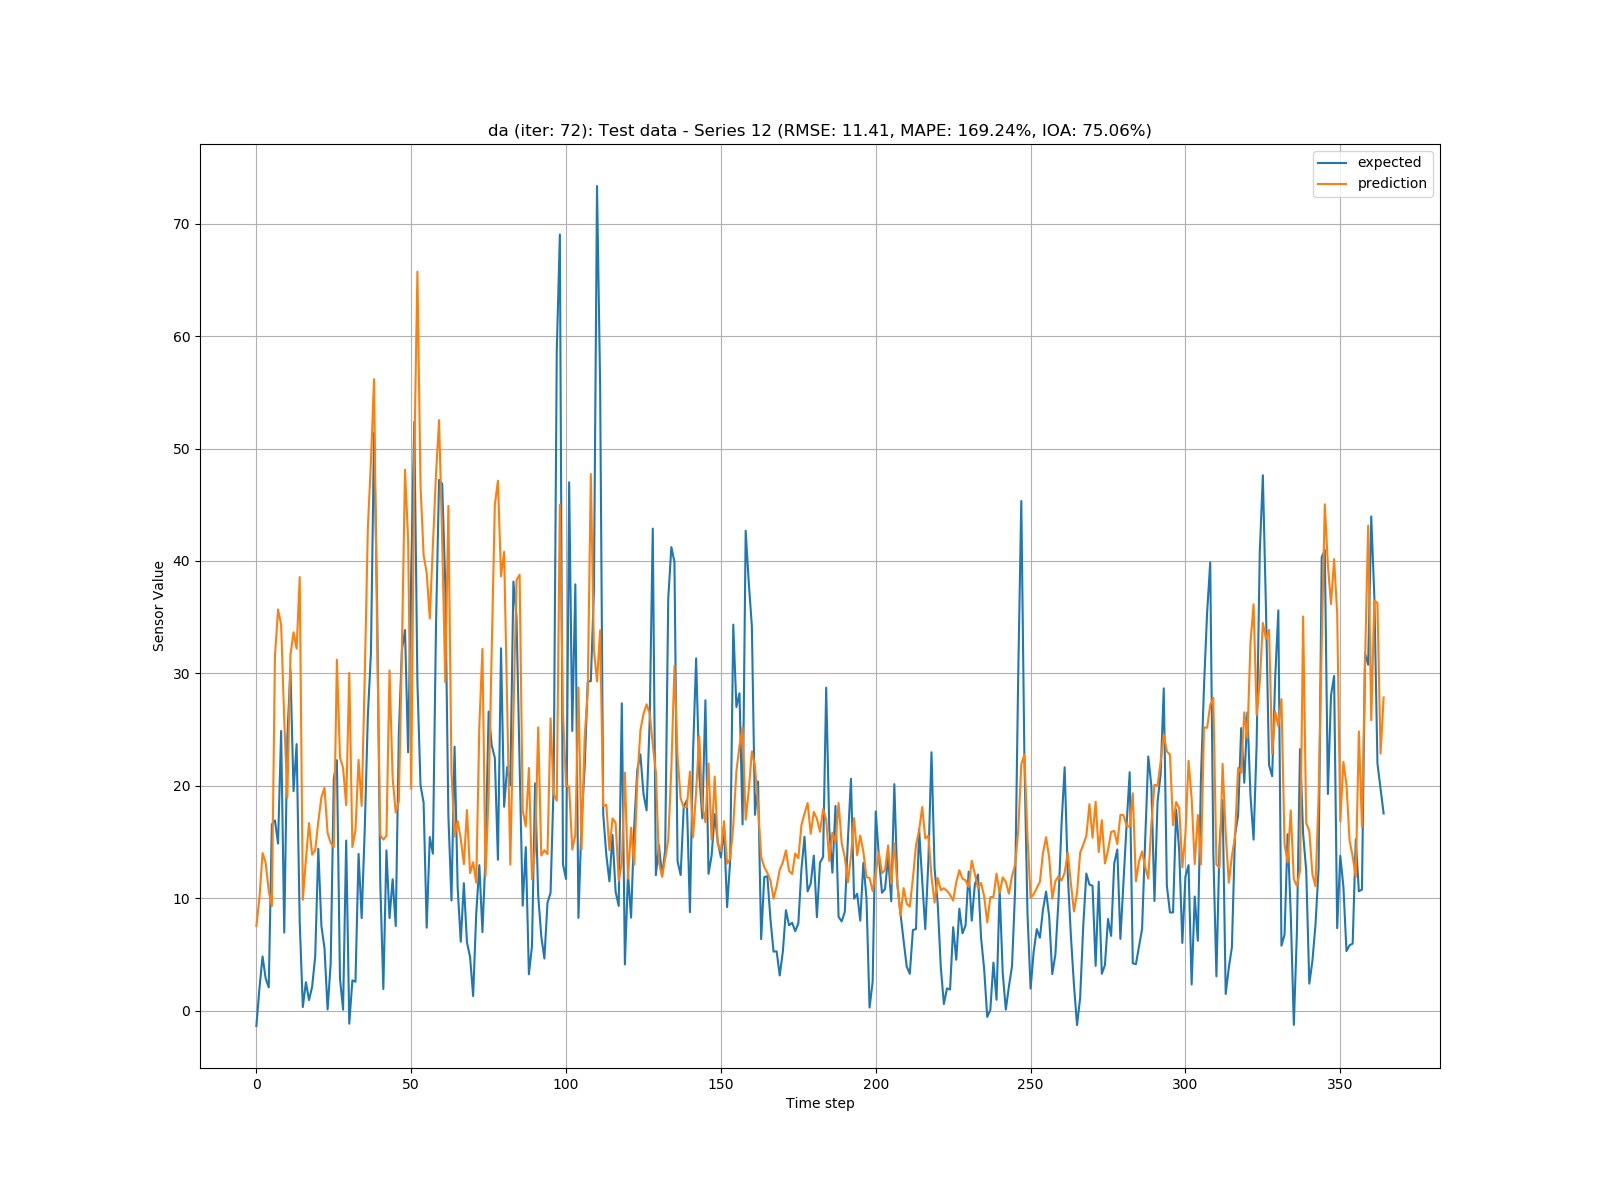 da (iter: 72): Test data - Series 12 (RMSE: 11.41, MAPE: 169.24%, IOA: 75.06%)
expected
prediction
70
60
50
40
30
20
10
0
Sensor Value
0 50 100 150 200 250 300 350
Time step